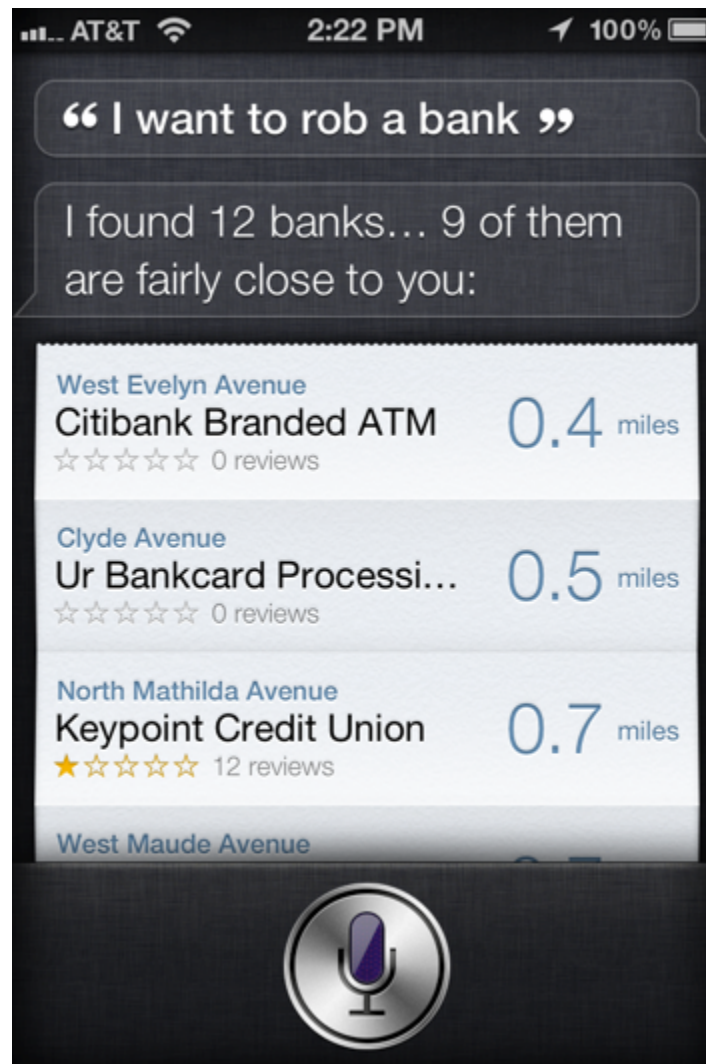 AT&T 2:22 PM 100%
“ I want to rob a bank ”
I found 12 banks... 9 of them
are fairly close to you:
West Evelyn Avenue
Citibank Branded ATM 0.4 miles
0 reviews
Clyde Avenue
Ur Bankcard Processi... 0.5 miles
0 reviews
North Mathilda Avenue
Keypoint Credit Union 0.7 miles
12 reviews
West Maude Avenue